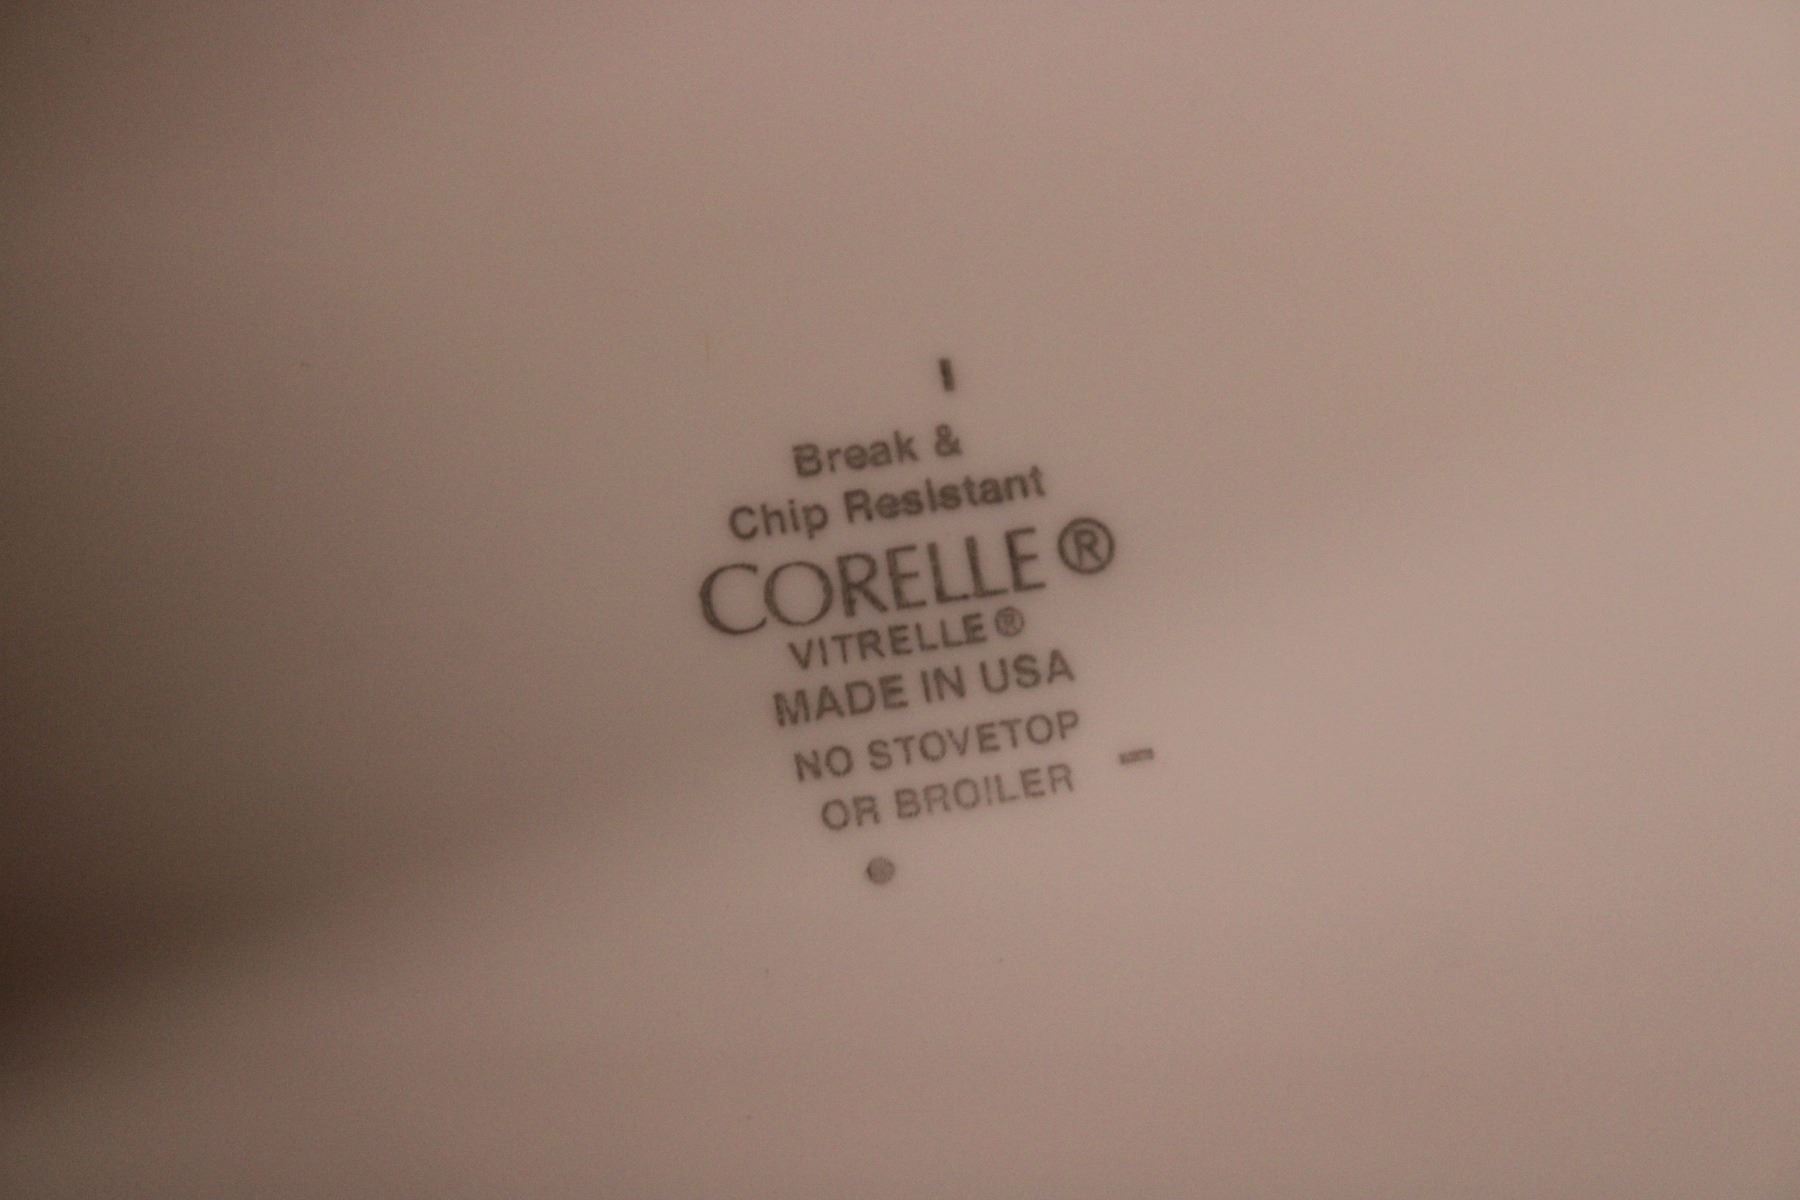 Break &
Chip Resistant
CORELLE®
VITRELLE®
MADE IN USA
NO STOVETOP
OR BROILER